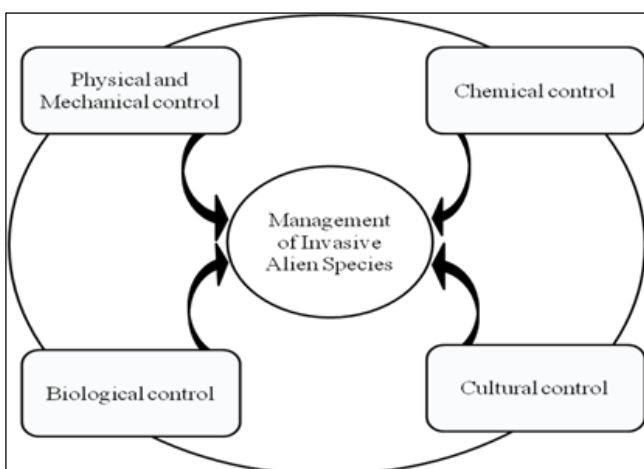 Physical and
Mechanical control
Chemical control
Management
of Invasive
Alien Species
Biological control
Cultural control